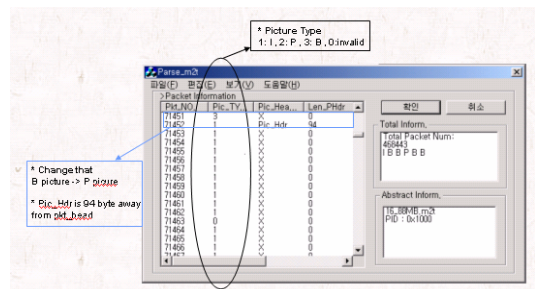 * Picture Type
1: I , 2: P , 3: B , 0:invalid
Parse_m2t
파일(F) 편집(E) 보기(V) 도움말(H)
>Packet Information
Pkt_NO, Pic_TY,,, Pic_Hea,,, Len_PHdr
71451 3 X 0
71452 Pic_Hdr 94
71453 1 X 0
71454 1 X 0
71455 1 X 0
71456 1 X 0
71457 1 X 0
71458 1 X 0
71459 1 X 0
71460 1 X 0
71461 1 X 0
71462 1 X 0
71463 0 X 0
71464 1 X 0
71465 1 X 0
71466 1 X 0
71467 1 X 0
확인 취소
Total Inform,
Total Packet Num:
468443
I B B P B B
Abstract Inform,
16_88MB.m2t
PID : 0x1000
* Change that
B picture -> P picure
* Pic_Hdr is 94 byte away
from pkt_head